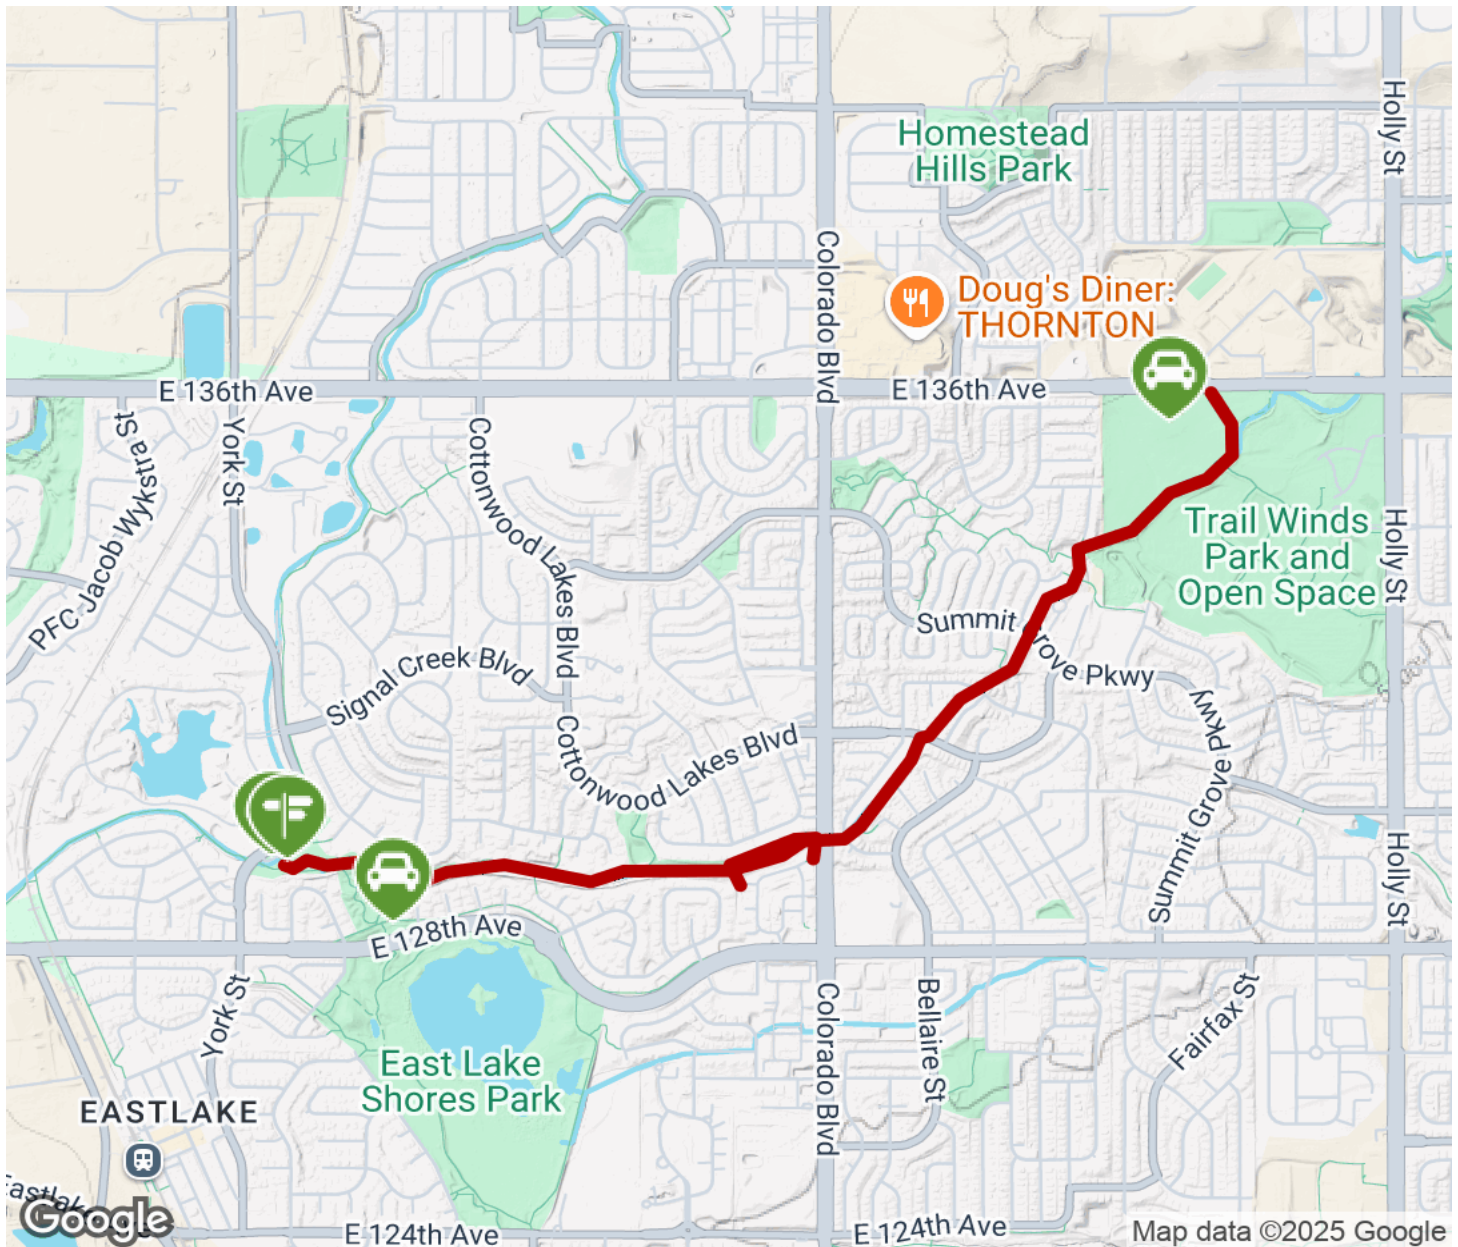 Holly St
Homestead
Hills Park
Colorado Blvd
Doug's Diner:
THORNTON
E 136th Ave
E 136th Ave
York St
PFC Jacob Wykstra St
Cottonwood Lakes Blvd
Trail Winds
Park and
Open Space
Holly St
Summit Grove Pkwy
Signal Creek Blvd
Cottonwood Lakes Blvd
Summit Grove Pkwy
Holly St
E 128th Ave
York St
Colorado Blvd
Bellaire St
Fairfax St
East Lake
Shores Park
EASTLAKE
Google
E 124th Ave
E 124th Ave
Map data ©2025 Google